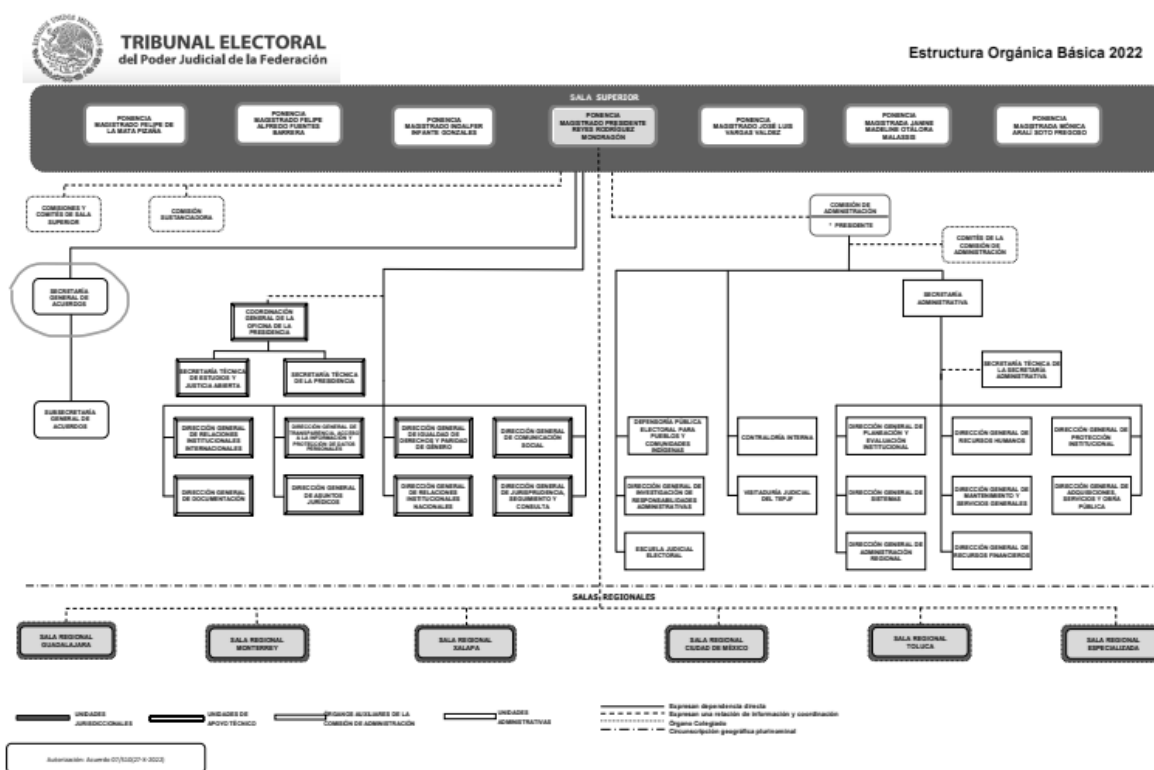 ESTADOS UNIDOS MEXICANOS
TRIBUNAL ELECTORAL
del Poder Judicial de la Federación
Estructura Orgánica Básica 2022
SALA SUPERIOR
PONENCIA
MAGISTRADO FELIPE DE
LA MATA PIZAÑA
PONENCIA
MAGISTRADO FELIPE
ALFREDO FUENTES
BARRERA
PONENCIA
MAGISTRADO INDALFER
INFANTE GONZALES
PONENCIA
MAGISTRADO PRESIDENTE
REYES RODRÍGUEZ
MONDRAGÓN
PONENCIA
MAGISTRADO JOSÉ LUIS
VARGAS VALDEZ
PONENCIA
MAGISTRADA JANINE
MADELINE OTÁLORA
MALASSIS
PONENCIA
MAGISTRADA MÓNICA
ARALÍ SOTO FREGOSO
COMISIONES Y
COMITÉS DE SALA
SUPERIOR
COMISIÓN
SUSTANCIADORA
COMISIÓN DE
ADMINISTRACIÓN
* PRESIDENTE
COMITÉS DE LA
COMISIÓN DE
ADMINISTRACIÓN
SECRETARÍA
GENERAL DE
ACUERDOS
SECRETARÍA
ADMINISTRATIVA
COORDINACIÓN
GENERAL DE LA
OFICINA DE LA
PRESIDENCIA
SECRETARÍA TÉCNICA
DE ESTUDIOS Y
JUSTICIA ABIERTA
SECRETARÍA TÉCNICA
DE LA PRESIDENCIA
SECRETARÍA TÉCNICA DE
LA SECRETARÍA
ADMINISTRATIVA
SUBSECRETARÍA
GENERAL DE
ACUERDOS
DIRECCIÓN GENERAL
DE RELACIONES
INSTITUCIONALES
INTERNACIONALES
DIRECCIÓN GENERAL DE
TRANSPARENCIA, ACCESO
A LA INFORMACIÓN Y
PROTECCIÓN DE DATOS
PERSONALES
DIRECCIÓN GENERAL
DE IGUALDAD DE
DERECHOS Y PARIDAD
DE GÉNERO
DIRECCIÓN GENERAL
DE COMUNICACIÓN
SOCIAL
DEFENSORÍA PÚBLICA
ELECTORAL PARA
PUEBLOS Y
COMUNIDADES
INDÍGENAS
CONTRALORÍA INTERNA
DIRECCIÓN GENERAL DE
PLANEACIÓN Y
EVALUACIÓN
INSTITUCIONAL
DIRECCIÓN GENERAL DE
RECURSOS HUMANOS
DIRECCIÓN GENERAL DE
PROTECCIÓN
INSTITUCIONAL
DIRECCIÓN GENERAL
DE DOCUMENTACIÓN
DIRECCIÓN GENERAL
DE ASUNTOS
JURÍDICOS
DIRECCIÓN GENERAL
DE RELACIONES
INSTITUCIONALES
NACIONALES
DIRECCIÓN GENERAL
DE JURISPRUDENCIA,
SEGUIMIENTO Y
CONSULTA
DIRECCIÓN GENERAL DE
INVESTIGACIÓN DE
RESPONSABILIDADES
ADMINISTRATIVAS
VISITADURÍA JUDICIAL
DEL TEPJF
DIRECCIÓN GENERAL DE
SISTEMAS
DIRECCIÓN GENERAL DE
MANTENIMIENTO Y
SERVICIOS GENERALES
DIRECCIÓN GENERAL DE
ADQUISICIONES,
SERVICIOS Y OBRA
PÚBLICA
ESCUELA JUDICIAL
ELECTORAL
DIRECCIÓN GENERAL DE
ADMINISTRACIÓN
REGIONAL
DIRECCIÓN GENERAL DE
RECURSOS FINANCIEROS
SALAS REGIONALES
SALA REGIONAL
GUADALAJARA
SALA REGIONAL
MONTERREY
SALA REGIONAL
XALAPA
SALA REGIONAL
CIUDAD DE MÉXICO
SALA REGIONAL
TOLUCA
SALA REGIONAL
ESPECIALIZADA
UNIDADES
JURISDICCIONALES
UNIDADES DE
APOYO TÉCNICO
ÓRGANOS AUXILIARES DE LA
COMISIÓN DE ADMINISTRACIÓN
UNIDADES
ADMINISTRATIVAS
Expresan dependencia directa
Expresan una relación de información y coordinación
Órgano Colegiado
Circunscripción geográfica plurinominal
Autorización: Acuerdo 07/S10(27-X-2022)